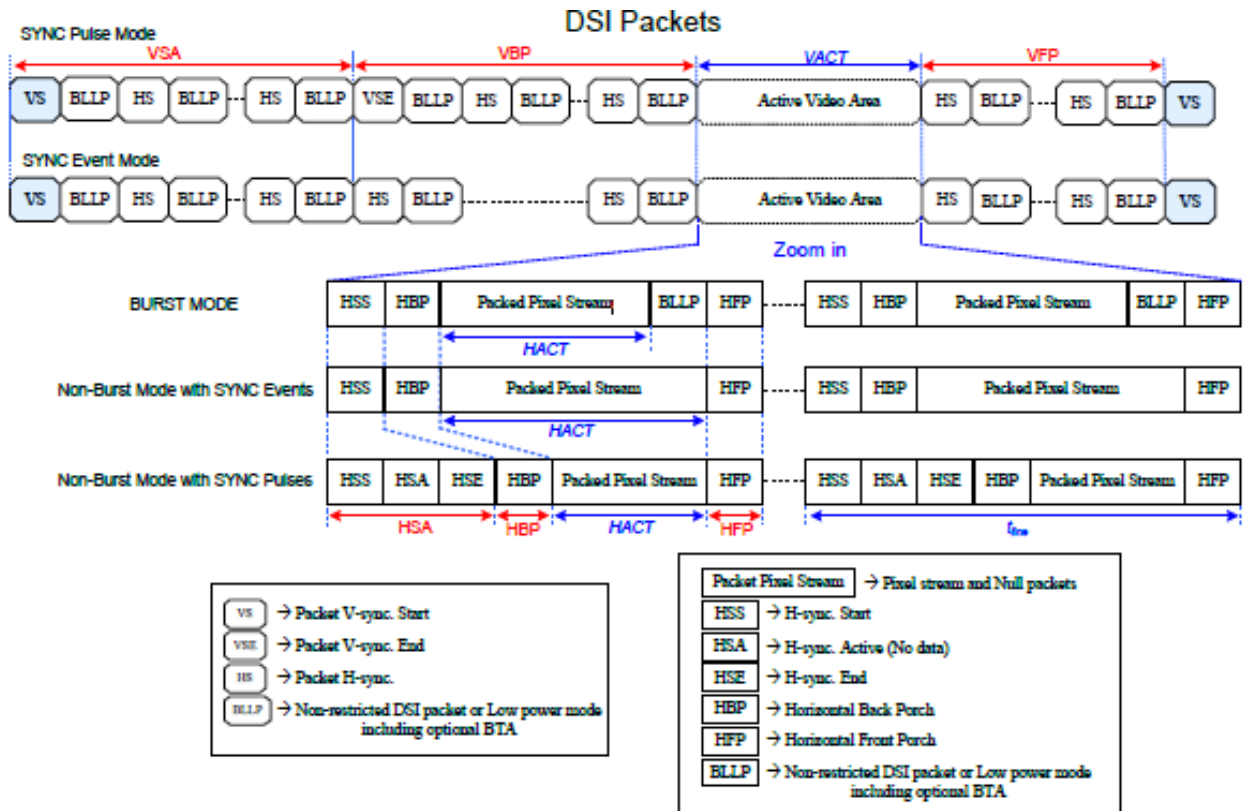 DSI Packets
SYNC Pulse Mode
VSA VBP VACT VFP
VS BLLP HS BLLP HS BLLP VSE BLLP HS BLLP HS BLLP Active Video Area HS BLLP HS BLLP VS
SYNC Event Mode
VS BLLP HS BLLP HS BLLP HS BLLP HS BLLP Active Video Area HS BLLP HS BLLP VS
Zoom in
BURST MODE HSS HBP Packed Pixel Stream BLLP HFP HSS HBP Packed Pixel Stream BLLP HFP
HACT
Non-Burst Mode with SYNC Events HSS HBP Packed Pixel Stream HFP HSS HBP Packed Pixel Stream HFP
HACT
Non-Burst Mode with SYNC Pulses HSS HSA HSE HBP Packed Pixel Stream HFP HSS HSA HSE HBP Packed Pixel Stream HFP
HSA HBP HACT HFP tline
VS → Packet V-sync. Start
VSE → Packet V-sync. End
HS → Packet H-sync.
BLLP → Non-restricted DSI packet or Low power mode
including optional BTA
Packet Pixel Stream → Pixel stream and Null packets
HSS → H-sync. Start
HSA → H-sync. Active (No data)
HSE → H-sync. End
HBP → Horizontal Back Porch
HFP → Horizontal Front Porch
BLLP → Non-restricted DSI packet or Low power mode
including optional BTA